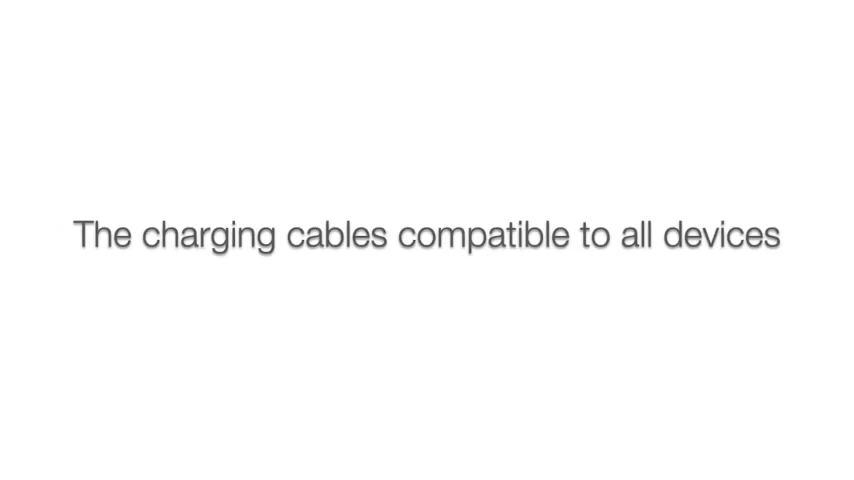 The charging cables compatible to all devices